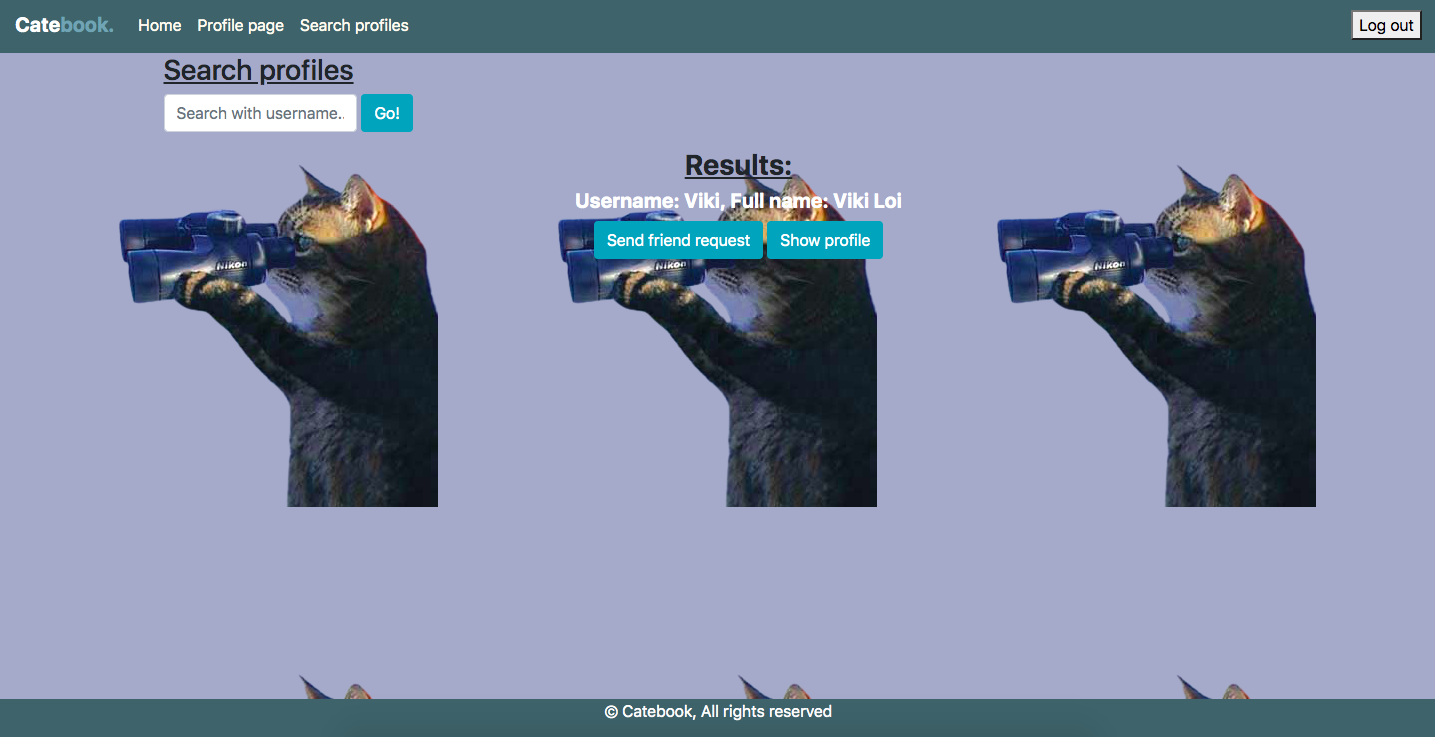 Catebook. Home Profile page Search profiles Log out
Search profiles
Search with username.. Go!
Results:
Username: Viki, Full name: Viki Loi
Send friend request Show profile
Nikon Nikon Nikon
© Catebook, All rights reserved